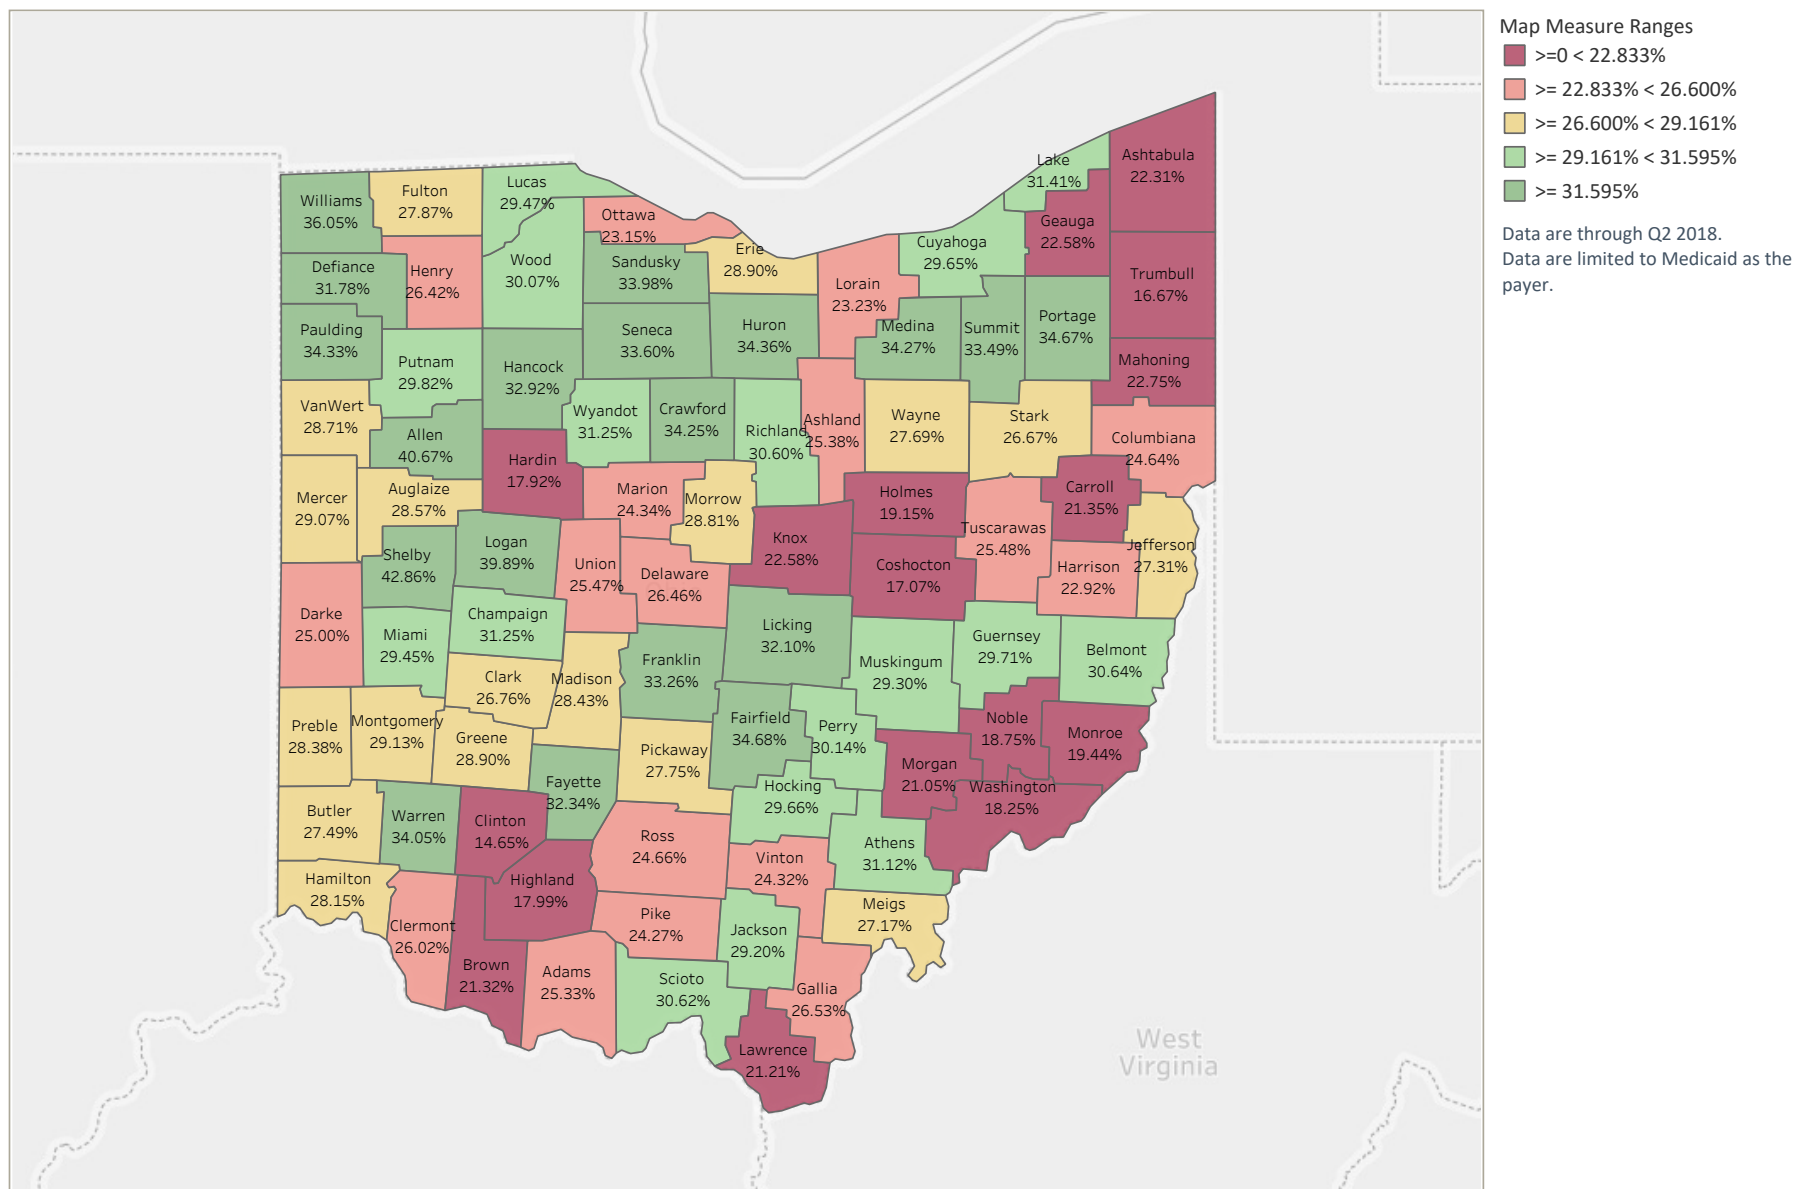 Map Measure Ranges
>=0 < 22.833%
>= 22.833% < 26.600%
>= 26.600% < 29.161%
>= 29.161% < 31.595%
>= 31.595%
Data are through Q2 2018.
Data are limited to Medicaid as the
payer.
Lake
31.41%
Ashtabula
22.31%
Williams
36.05%
Fulton
27.87%
Lucas
29.47%
Ottawa
23.15%
Geauga
22.58%
Cuyahoga
29.65%
Erie
28.90%
Defiance
31.78%
Henry
26.42%
Wood
30.07%
Sandusky
33.98%
Lorain
23.23%
Trumbull
16.67%
Paulding
34.33%
Seneca
33.60%
Huron
34.36%
Medina
34.27%
Summit
33.49%
Portage
34.67%
Putnam
29.82%
Hancock
32.92%
Mahoning
22.75%
VanWert
28.71%
Wyandot
31.25%
Crawford
34.25%
Richland
30.60%
Ashland
25.38%
Wayne
27.69%
Stark
26.67%
Allen
40.67%
Columbiana
24.64%
Hardin
17.92%
Mercer
29.07%
Auglaize
28.57%
Marion
24.34%
Morrow
28.81%
Holmes
19.15%
Carroll
21.35%
Tuscarawas
25.48%
Jefferson
27.31%
Shelby
42.86%
Logan
39.89%
Union
25.47%
Delaware
26.46%
Knox
22.58%
Coshocton
17.07%
Harrison
22.92%
Darke
25.00%
Miami
29.45%
Champaign
31.25%
Licking
32.10%
Guernsey
29.71%
Belmont
30.64%
Clark
26.76%
Madison
28.43%
Franklin
33.26%
Muskingum
29.30%
Preble
28.38%
Montgomery
29.13%
Greene
28.90%
Pickaway
27.75%
Fairfield
34.68%
Perry
30.14%
Noble
18.75%
Monroe
19.44%
Morgan
21.05%
Washington
18.25%
Fayette
32.34%
Hocking
29.66%
Butler
27.49%
Warren
34.05%
Clinton
14.65%
Ross
24.66%
Vinton
24.32%
Athens
31.12%
Hamilton
28.15%
Highland
17.99%
Clermont
26.02%
Pike
24.27%
Jackson
29.20%
Meigs
27.17%
Brown
21.32%
Adams
25.33%
Scioto
30.62%
Gallia
26.53%
Lawrence
21.21%
West
Virginia